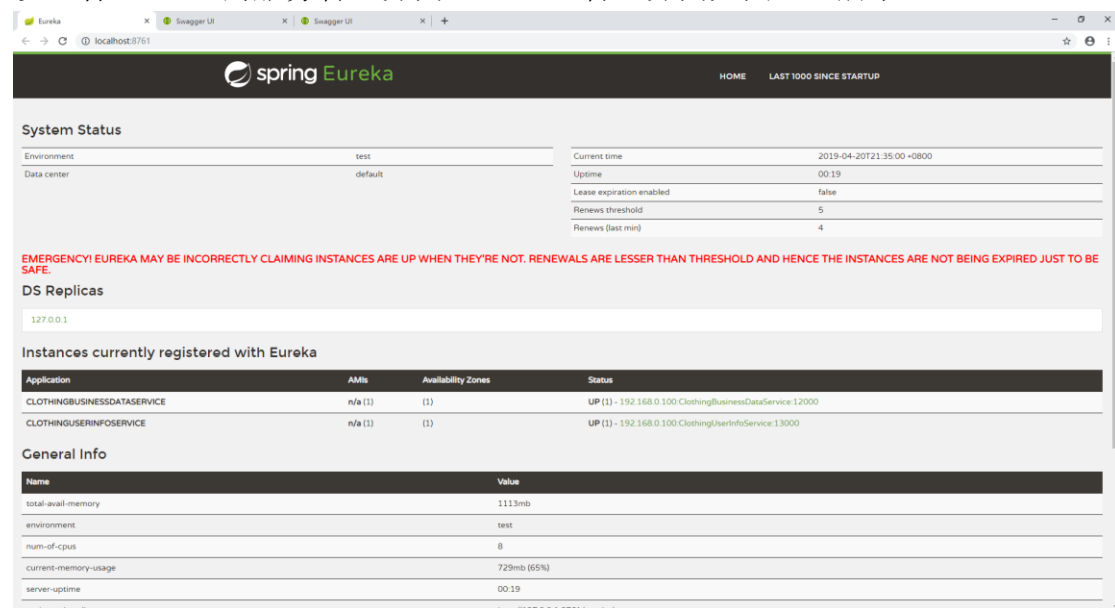 Eureka
Swagger UI
Swagger UI
localhost:8761
spring Eureka
HOME LAST 1000 SINCE STARTUP
System Status
Environment test
Data center default
Current time 2019-04-20T21:35:00 +0800
Uptime 00:19
Lease expiration enabled false
Renews threshold 5
Renews (last min) 4
EMERGENCY! EUREKA MAY BE INCORRECTLY CLAIMING INSTANCES ARE UP WHEN THEY'RE NOT. RENEWALS ARE LESSER THAN THRESHOLD AND HENCE THE INSTANCES ARE NOT BEING EXPIRED JUST TO BE
SAFE.
DS Replicas
127.0.0.1
Instances currently registered with Eureka
Application AMIs Availability Zones Status
CLOTHINGBUSINESSDATASERVICE n/a (1) (1) UP (1) - 192.168.0.100:ClothingBusinessDataService:12000
CLOTHINGUSERINFOSERVICE n/a (1) (1) UP (1) - 192.168.0.100:ClothingUserInfoService:13000
General Info
Name Value
total-avail-memory 1113mb
environment test
num-of-cpus 8
current-memory-usage 729mb (65%)
server-uptime 00:19